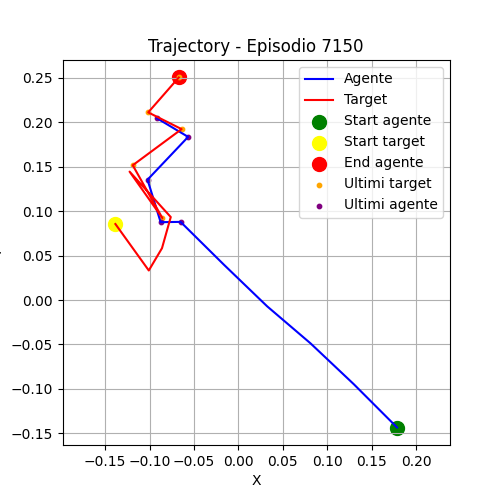 Trajectory - Episodio 7150
Agente
Target
Start agente
Start target
End agente
Ultimi target
Ultimi agente
0.25
0.20
0.15
0.10
0.05
0.00
−0.05
−0.10
−0.15
−0.15 −0.10 −0.05 0.00 0.05 0.10 0.15 0.20
X